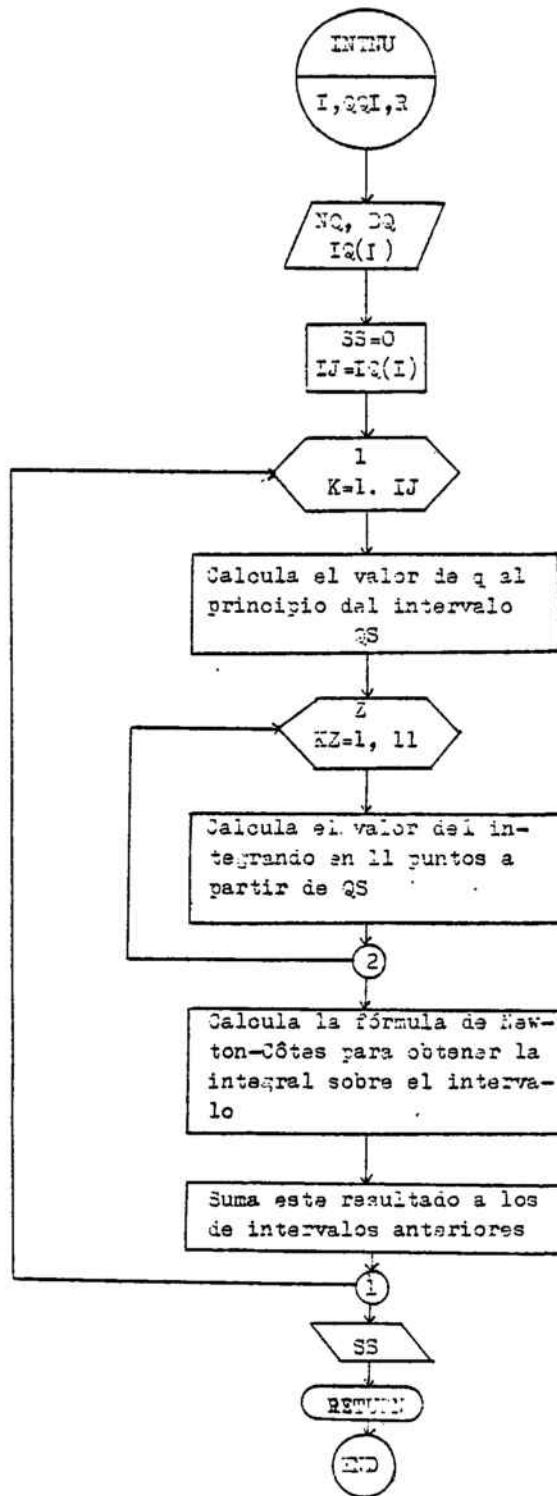 INTNU
I,QQI,R
NQ, DQ
IQ(I)
SS=0
IJ=IQ(I)
1
K=1. IJ
Calcula el valor de q al
principio del intervalo
QS
2
KZ=1, 11
Calcula el valor del in-
tegrando en 11 puntos a
partir de QS
2
Calcula la fórmula de New-
ton-Côtes para obtener la
integral sobre el interva-
lo
Suma este resultado a los
de intervalos anteriores
1
SS
RETURN
END